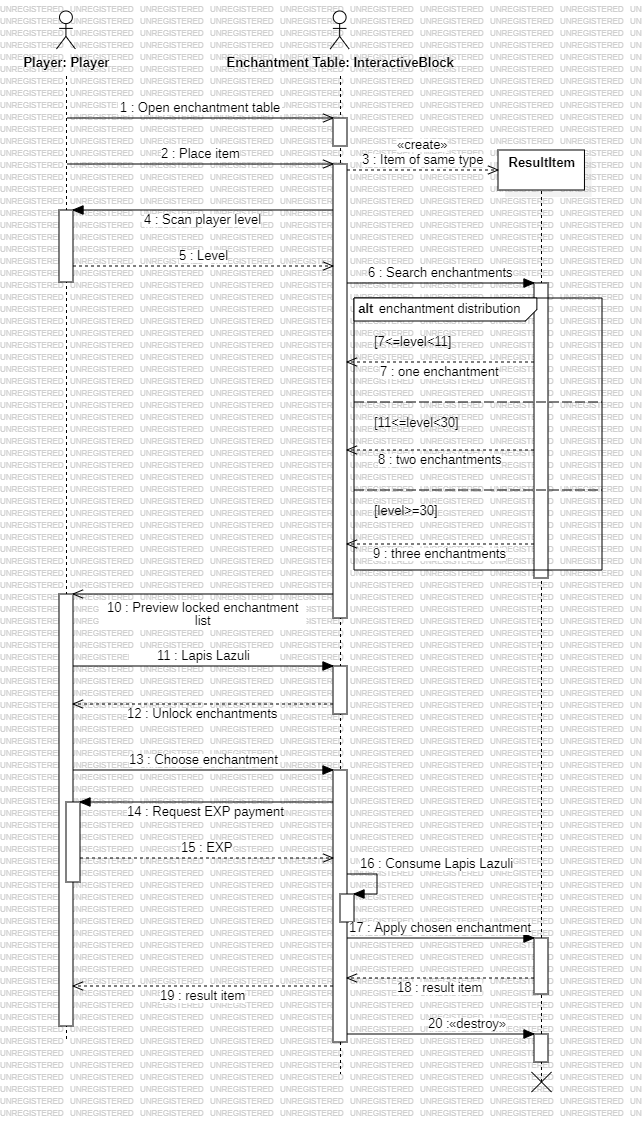 Player: Player
Enchantment Table: InteractiveBlock
1 : Open enchantment table
2 : Place item
«create»
3 : Item of same type
ResultItem
4 : Scan player level
5 : Level
6 : Search enchantments
alt enchantment distribution
[7<=level<11]
7 : one enchantment
[11<=level<30]
8 : two enchantments
[level>=30]
9 : three enchantments
10 : Preview locked enchantment
list
11 : Lapis Lazuli
12 : Unlock enchantments
13 : Choose enchantment
14 : Request EXP payment
15 : EXP
16 : Consume Lapis Lazuli
17 : Apply chosen enchantment
18 : result item
19 : result item
20 :«destroy»
UNREGISTERED